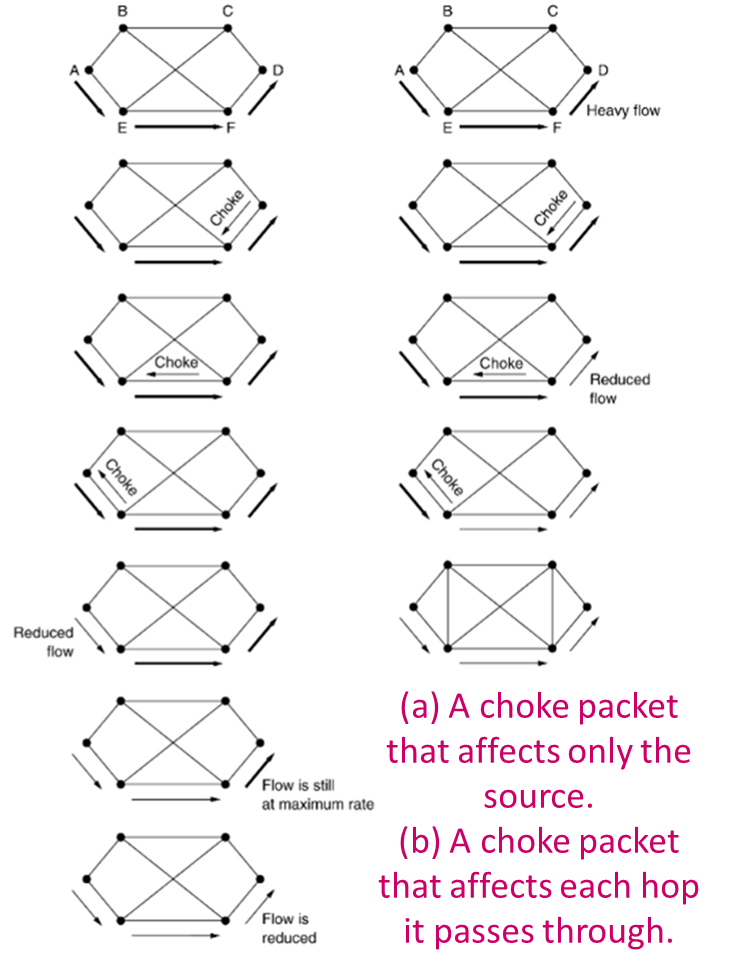 B C
A D
E F
B C
A D
E F
Heavy flow
Choke
Choke
Choke
Choke
Reduced
flow
Choke
Choke
Reduced
flow
Flow is still
at maximum rate
Flow is
reduced
(a) A choke packet
that affects only the
source.
(b) A choke packet
that affects each hop
it passes through.